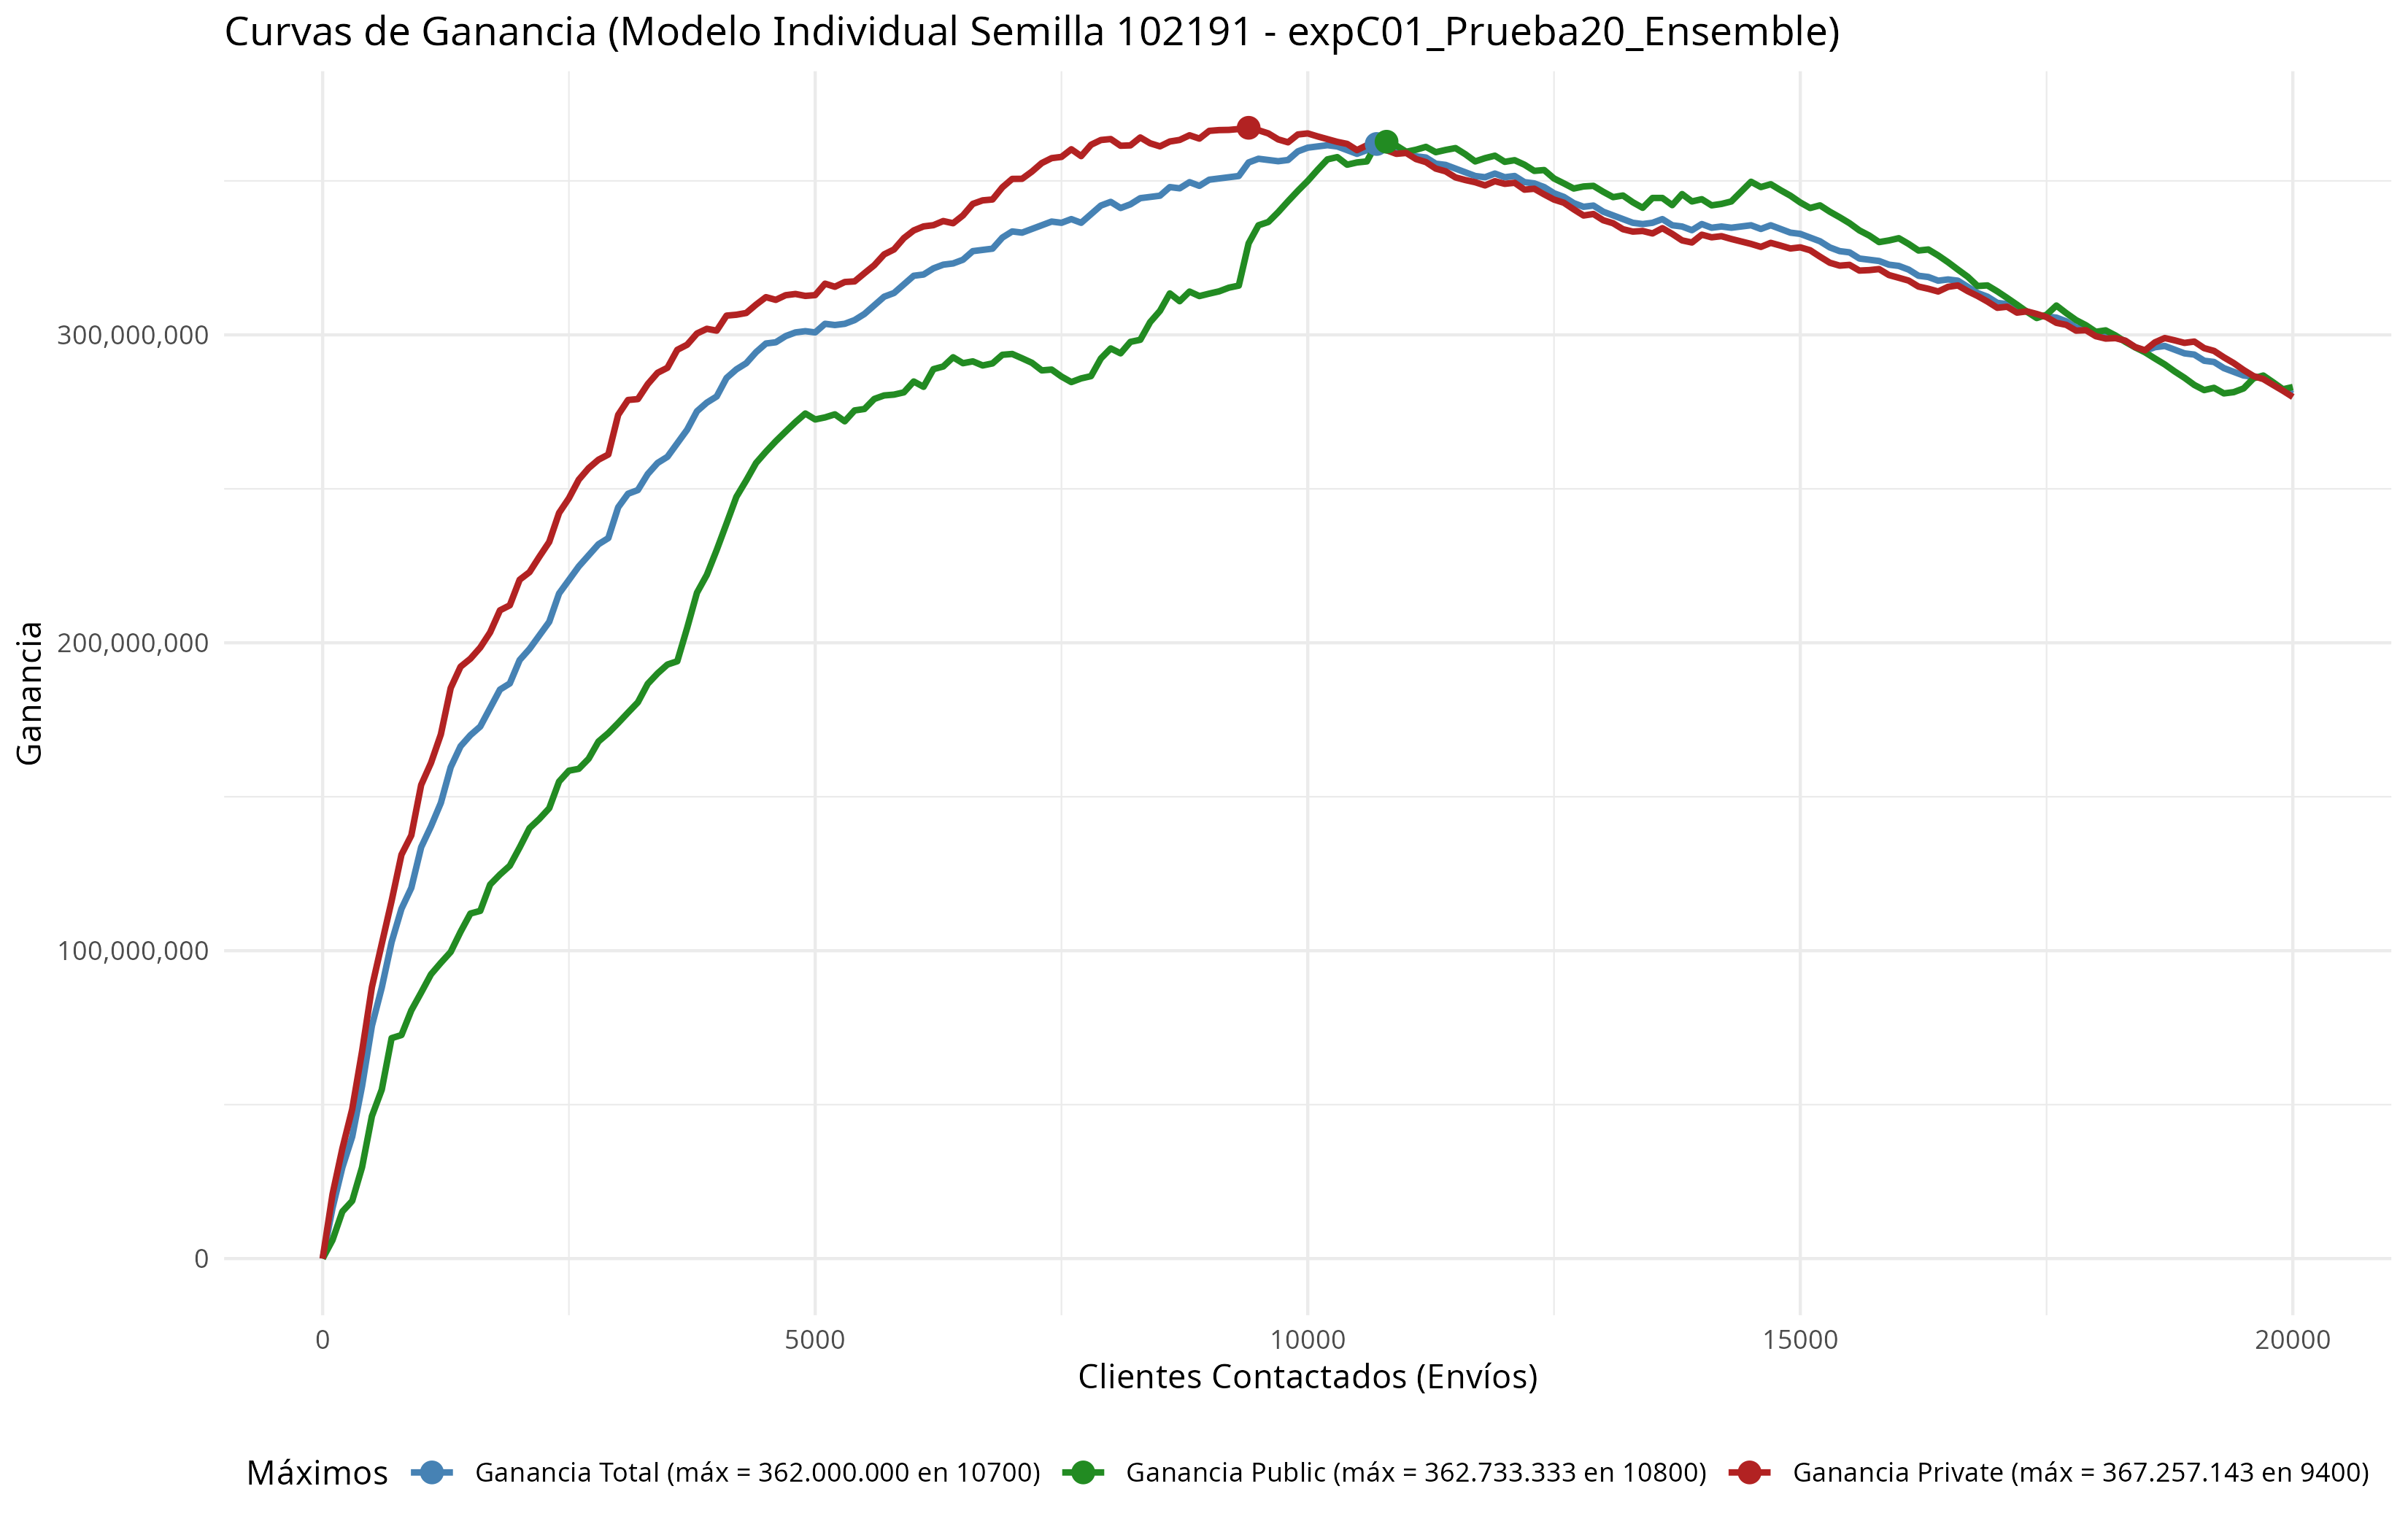 Curvas de Ganancia (Modelo Individual Semilla 102191 - expC01_Prueba20_Ensemble)
Ganancia
300,000,000
200,000,000
100,000,000
0
0 5000 10000 15000 20000
Clientes Contactados (Envíos)
Máximos Ganancia Total (máx = 362.000.000 en 10700) Ganancia Public (máx = 362.733.333 en 10800) Ganancia Private (máx = 367.257.143 en 9400)